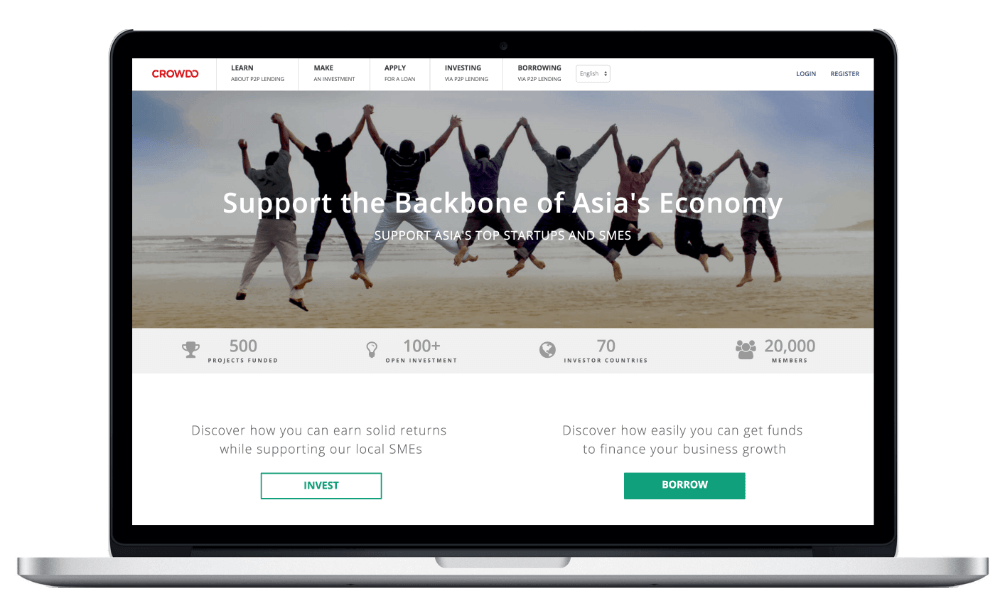 CROWDO
LEARN
ABOUT P2P LENDING
MAKE
AN INVESTMENT
APPLY
FOR A LOAN
INVESTING
VIA P2P LENDING
BORROWING
VIA P2P LENDING
English
LOGIN
REGISTER
Support the Backbone of Asia's Economy
SUPPORT ASIA'S TOP STARTUPS AND SMES
500
PROJECTS FUNDED
100+
OPEN INVESTMENT
70
INVESTOR COUNTRIES
20,000
MEMBERS
Discover how you can earn solid returns
while supporting our local SMEs
INVEST
Discover how easily you can get funds
to finance your business growth
BORROW